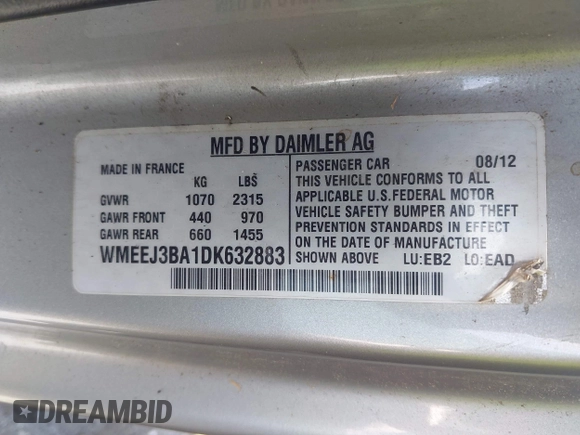 MFD BY DAIMLER AG
MADE IN FRANCE
KG LBS
GVWR 1070 2315
GAWR FRONT 440 970
GAWR REAR 660 1455
WMEEJ3BA1DK632883
PASSENGER CAR 08/12
THIS VEHICLE CONFORMS TO ALL
APPLICABLE U.S.FEDERAL MOTOR
VEHICLE SAFETY BUMPER AND THEFT
PREVENTION STANDARDS IN EFFECT
ON THE DATE OF MANUFACTURE
SHOWN ABOVE LU:EB2 LO:EAD
DREAMBID